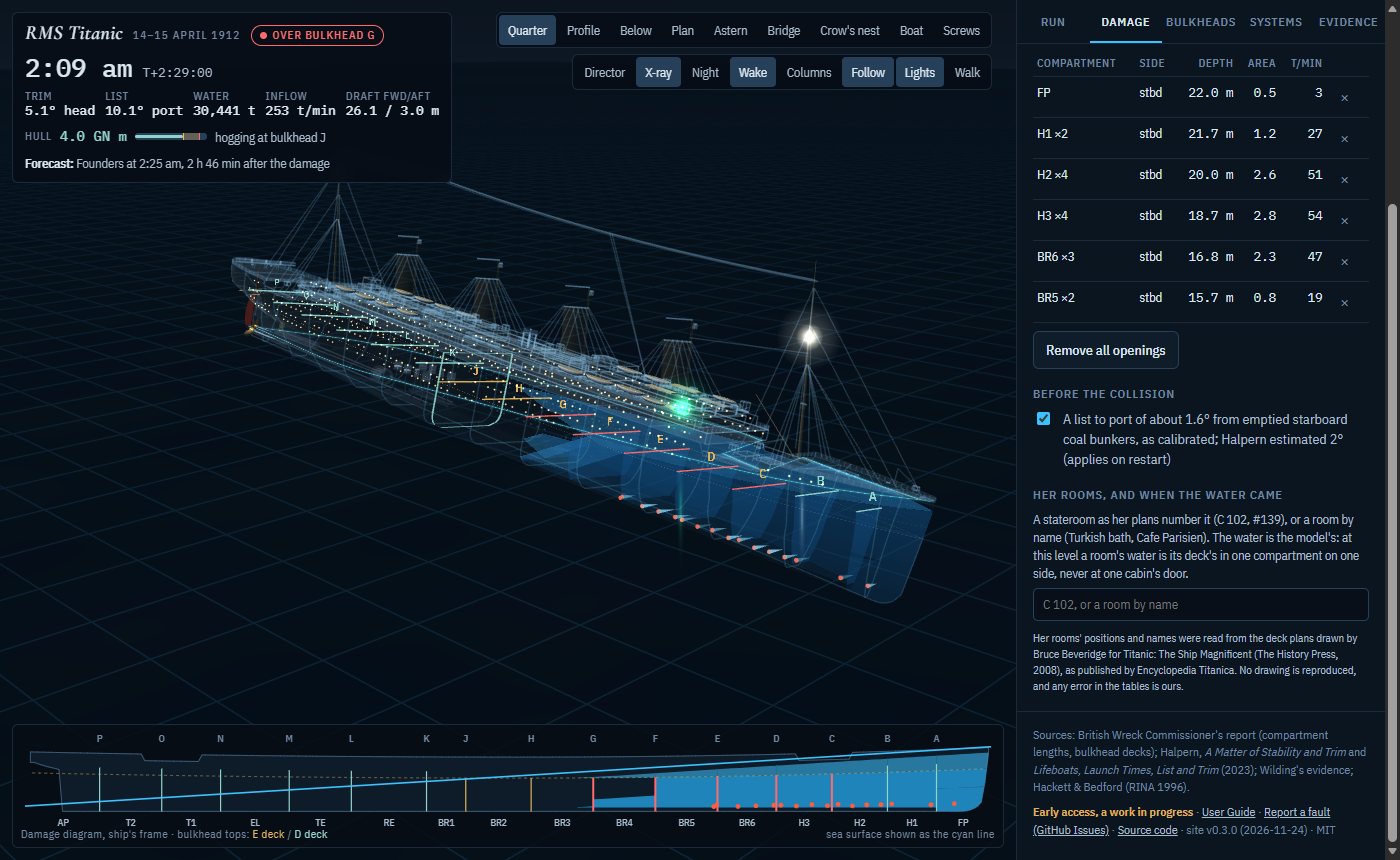 RMS Titanic 14–15 APRIL 1912 OVER BULKHEAD G
2:09 am T+2:29:00
TRIM LIST WATER INFLOW DRAFT FWD/AFT
5.1° head 10.1° port 30,441 t 253 t/min 26.1 / 3.0 m
HULL 4.0 GN m hogging at bulkhead J
Forecast: Founders at 2:25 am, 2 h 46 min after the damage
Quarter Profile Below Plan Astern Bridge Crow's nest Boat Screws
Director X-ray Night Wake Columns Follow Lights Walk
P
N
M
K
J
H
G
F
E
D
C
B
A
P O N M L K J H G F E D C B A
AP T2 T1 EL TE RE BR1 BR2 BR3 BR4 BR5 BR6 H3 H2 H1 FP
Damage diagram, ship's frame · bulkhead tops: E deck / D deck
sea surface shown as the cyan line
RUN DAMAGE BULKHEADS SYSTEMS EVIDENCE
COMPARTMENT SIDE DEPTH AREA T/MIN
FP stbd 22.0 m 0.5 3 ×
H1 ×2 stbd 21.7 m 1.2 27 ×
H2 ×4 stbd 20.0 m 2.6 51 ×
H3 ×4 stbd 18.7 m 2.8 54 ×
BR6 ×3 stbd 16.8 m 2.3 47 ×
BR5 ×2 stbd 15.7 m 0.8 19 ×
Remove all openings
BEFORE THE COLLISION
A list to port of about 1.6° from emptied starboard
coal bunkers, as calibrated; Halpern estimated 2°
(applies on restart)
HER ROOMS, AND WHEN THE WATER CAME
A stateroom as her plans number it (C 102, #139), or a room by
name (Turkish bath, Cafe Parisien). The water is the model's: at
this level a room's water is its deck's in one compartment on one
side, never at one cabin's door.
C 102, or a room by name
Her rooms' positions and names were read from the deck plans drawn by
Bruce Beveridge for Titanic: The Ship Magnificent (The History Press,
2008), as published by Encyclopedia Titanica. No drawing is reproduced,
and any error in the tables is ours.
Sources: British Wreck Commissioner's report (compartment
lengths, bulkhead decks); Halpern, A Matter of Stability and Trim and
Lifeboats, Launch Times, List and Trim (2023); Wilding's evidence;
Hackett & Bedford (RINA 1996).
Early access, a work in progress · User Guide · Report a fault
(GitHub Issues) · Source code · site v0.3.0 (2026-11-24) · MIT